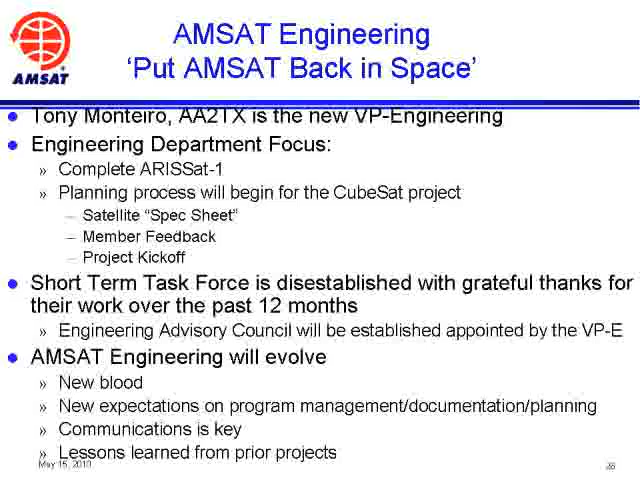 AMSAT Engineering
'Put AMSAT Back in Space'
AMSAT
● Tony Monteiro, AA2TX is the new VP-Engineering
● Engineering Department Focus:
» Complete ARISSat-1
» Planning process will begin for the CubeSat project
– Satellite “Spec Sheet”
– Member Feedback
– Project Kickoff
● Short Term Task Force is disestablished with grateful thanks for
their work over the past 12 months
» Engineering Advisory Council will be established appointed by the VP-E
● AMSAT Engineering will evolve
» New blood
» New expectations on program management/documentation/planning
» Communications is key
» Lessons learned from prior projects
May 15, 2010